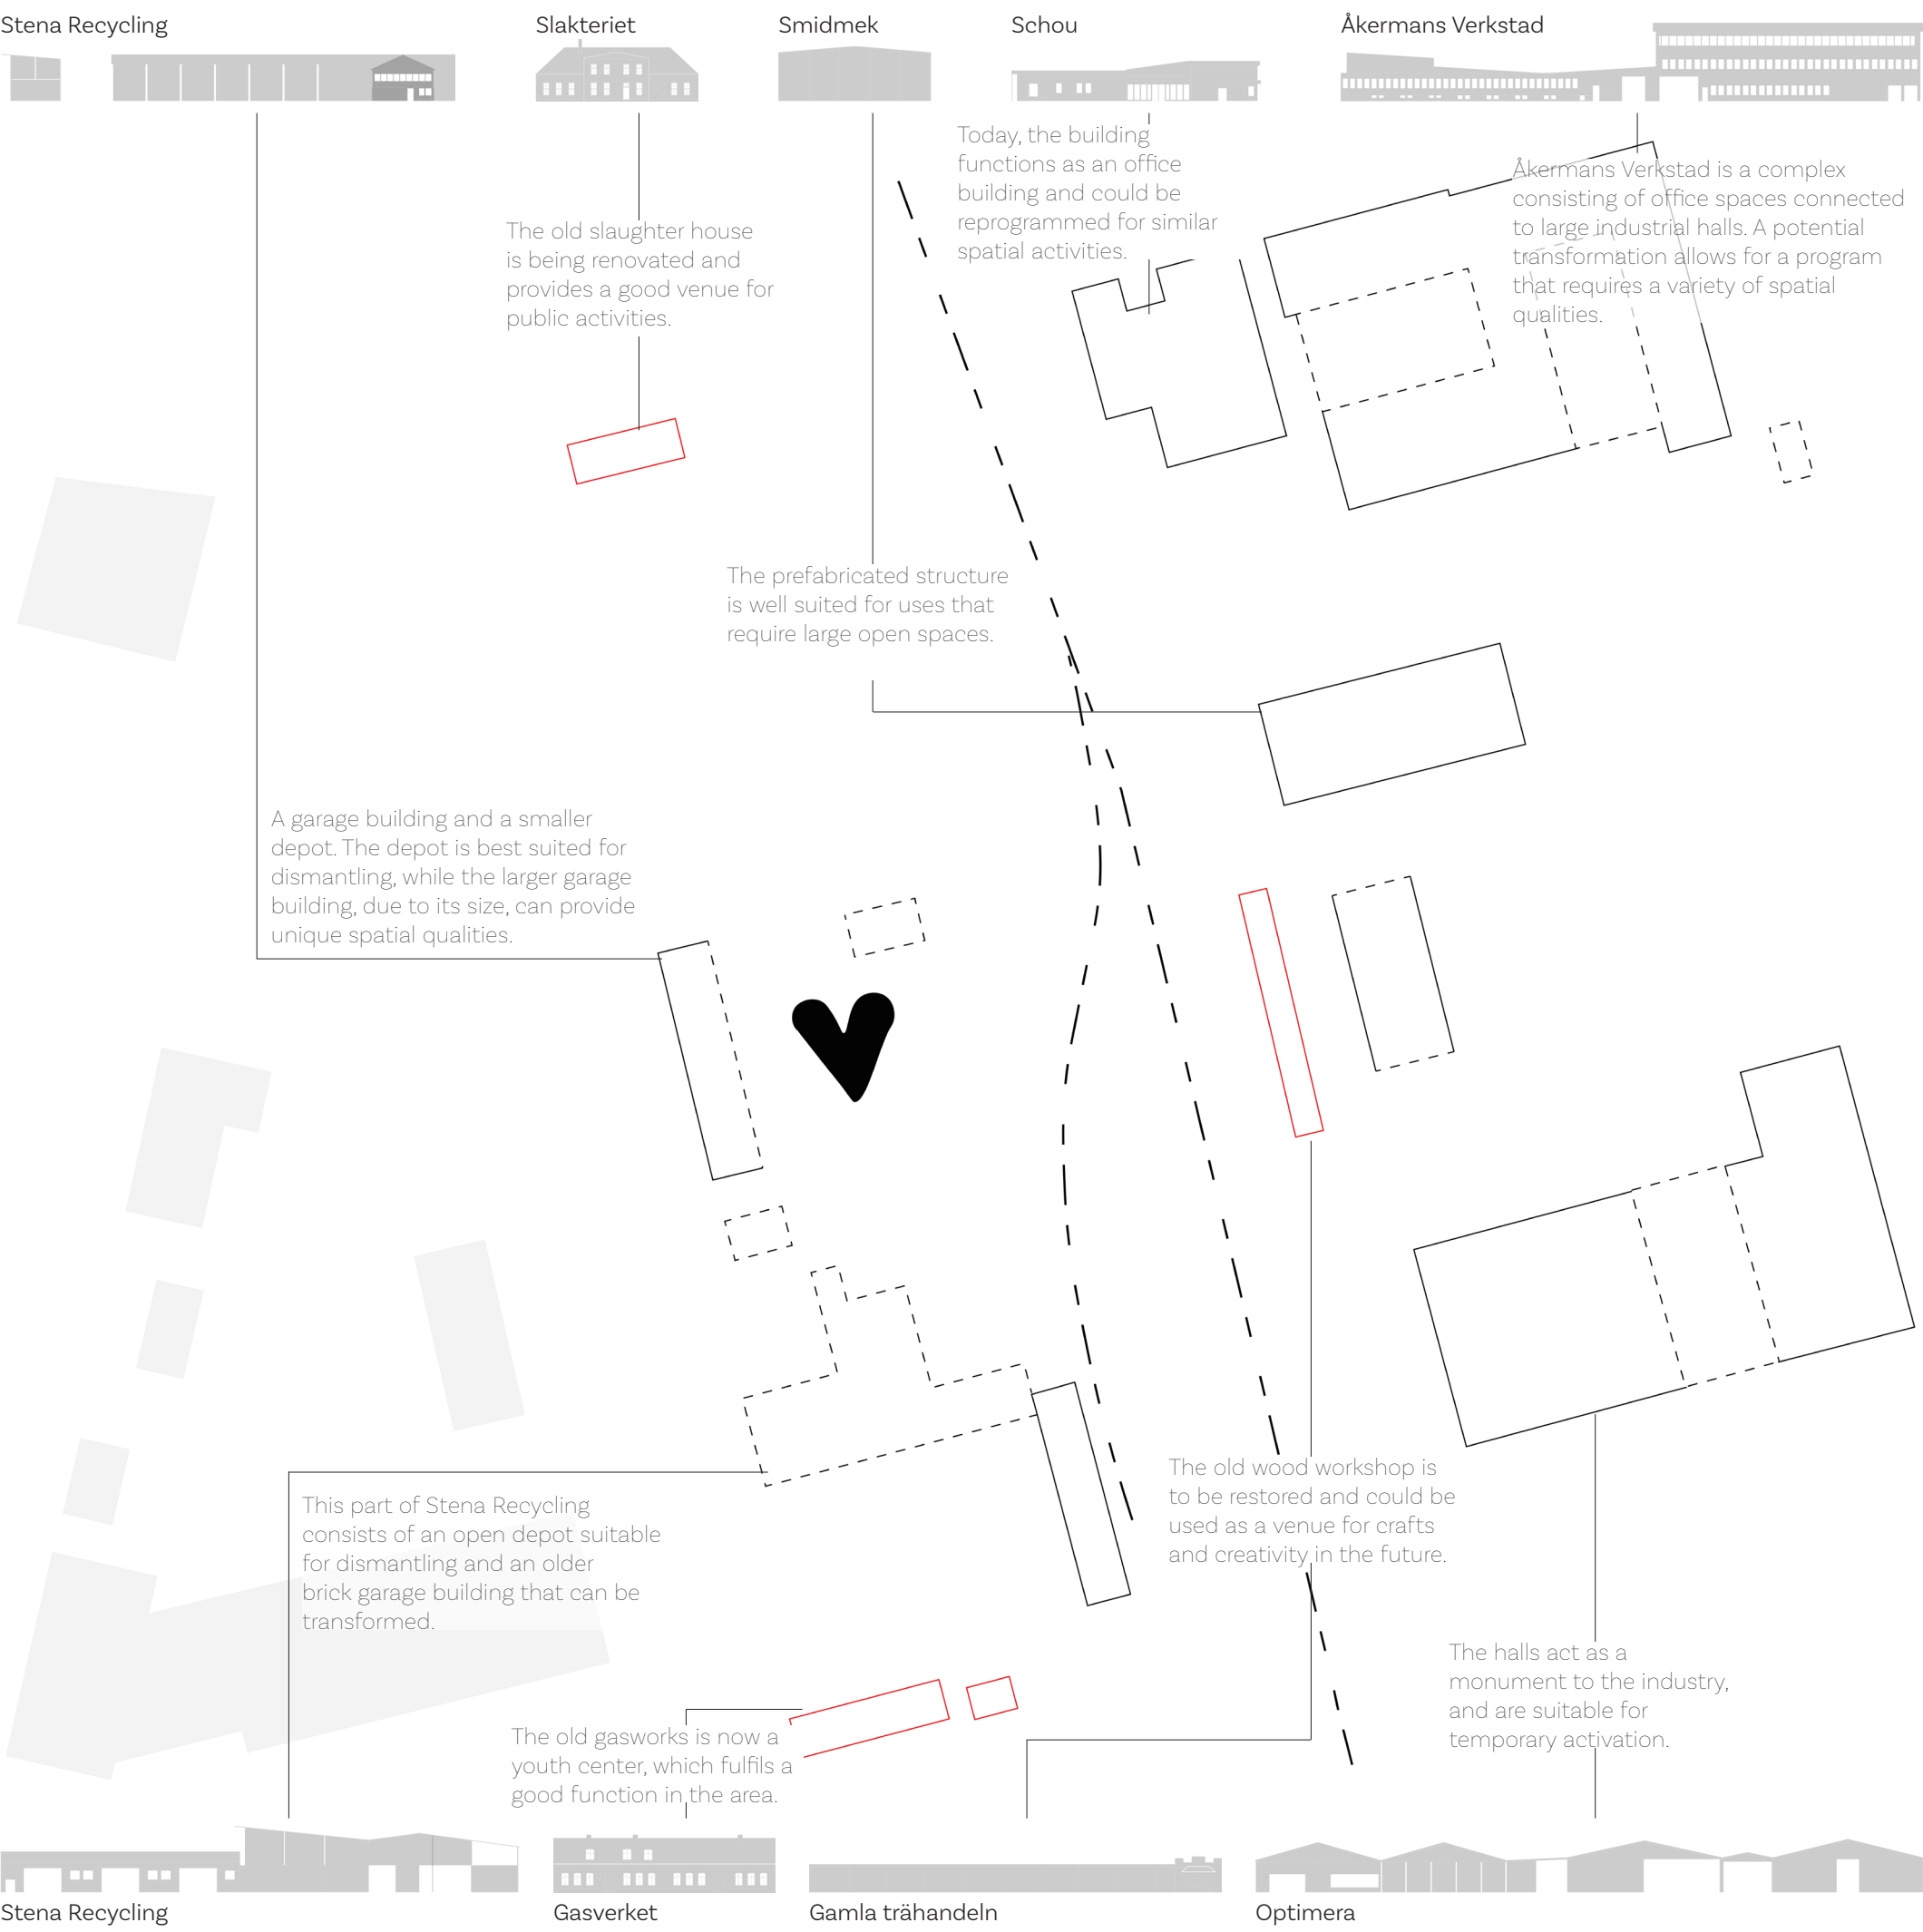 Stena Recycling
Slakteriet
Smidmek
Schou
Åkermans Verkstad
Today, the building
functions as an office
building and could be
reprogrammed for similar
spatial activities.
Åkermans Verkstad is a complex
consisting of office spaces connected
to large industrial halls. A potential
transformation allows for a program
that requires a variety of spatial
qualities.
The old slaughter house
is being renovated and
provides a good venue for
public activities.
The prefabricated structure
is well suited for uses that
require large open spaces.
A garage building and a smaller
depot. The depot is best suited for
dismantling, while the larger garage
building, due to its size, can provide
unique spatial qualities.
The old wood workshop is
to be restored and could be
used as a venue for crafts
and creativity in the future.
This part of Stena Recycling
consists of an open depot suitable
for dismantling and an older
brick garage building that can be
transformed.
The halls act as a
monument to the industry,
and are suitable for
temporary activation.
The old gasworks is now a
youth center, which fulfils a
good function in the area.
Stena Recycling
Gasverket
Gamla trähandeln
Optimera